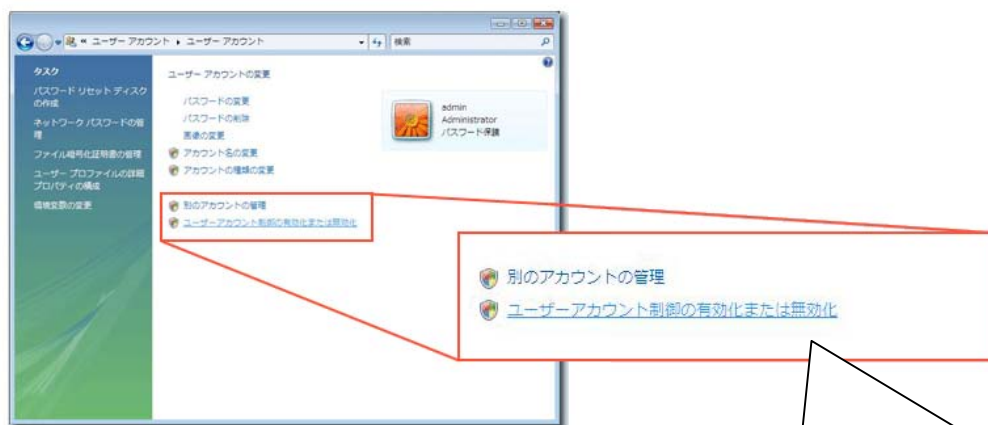 ユーザー アカウント ▸ ユーザー アカウント
検索
タスク
パスワード リセット ディスク
の作成
ネットワーク パスワードの管
理
ファイル暗号化証明書の管理
ユーザー プロファイルの詳細
プロパティの構成
環境変数の変更
ユーザー アカウントの変更
パスワードの変更
パスワードの削除
画像の変更
アカウント名の変更
アカウントの種類の変更
admin
Administrator
パスワード保護
別のアカウントの管理
ユーザーアカウント制御の有効化または無効化
別のアカウントの管理
ユーザーアカウント制御の有効化または無効化